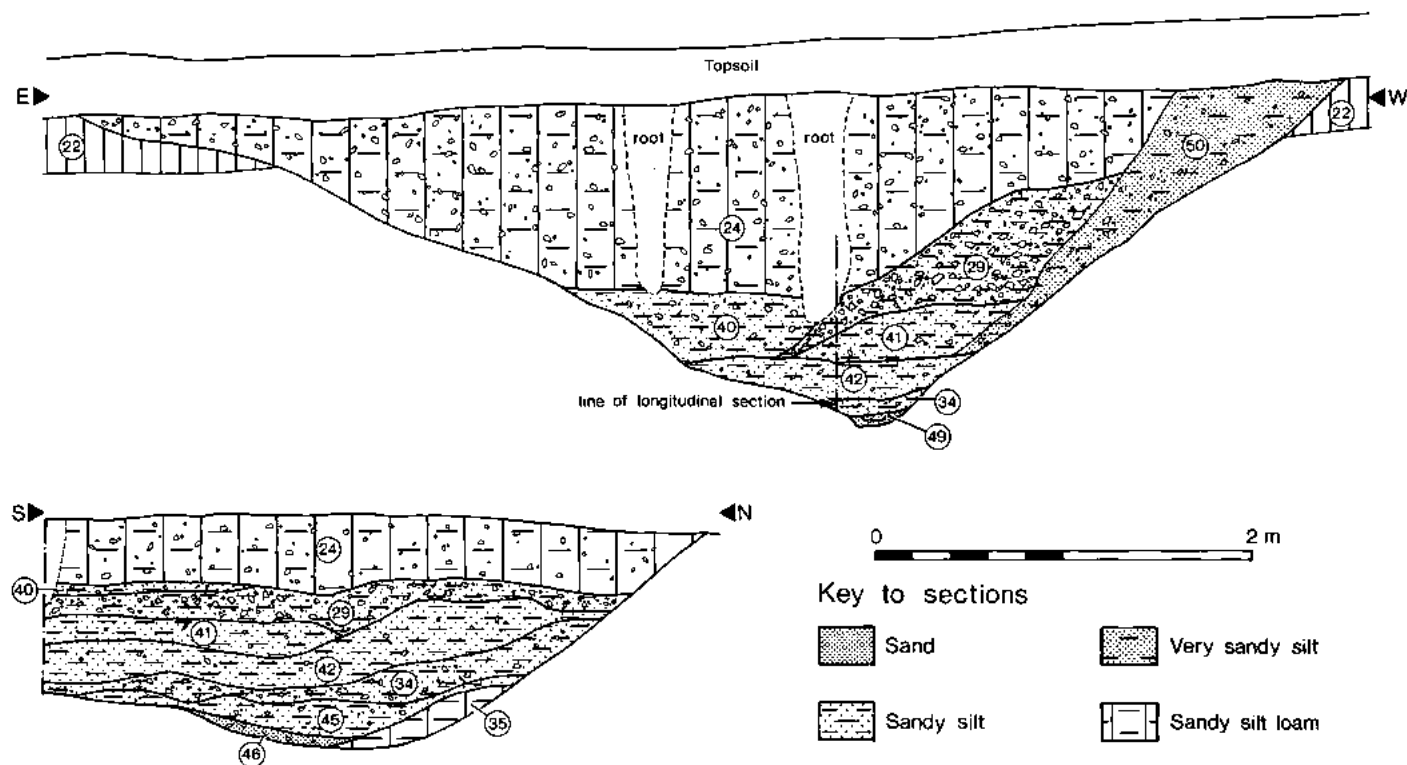 Topsoil
E W
22 root root 22
50
24
29
40 41
42
line of longitudinal section 34
49
S N
24
40
29
41
42
34
45
35
46
0 2 m
Key to sections
Sand Very sandy silt
Sandy silt Sandy silt loam